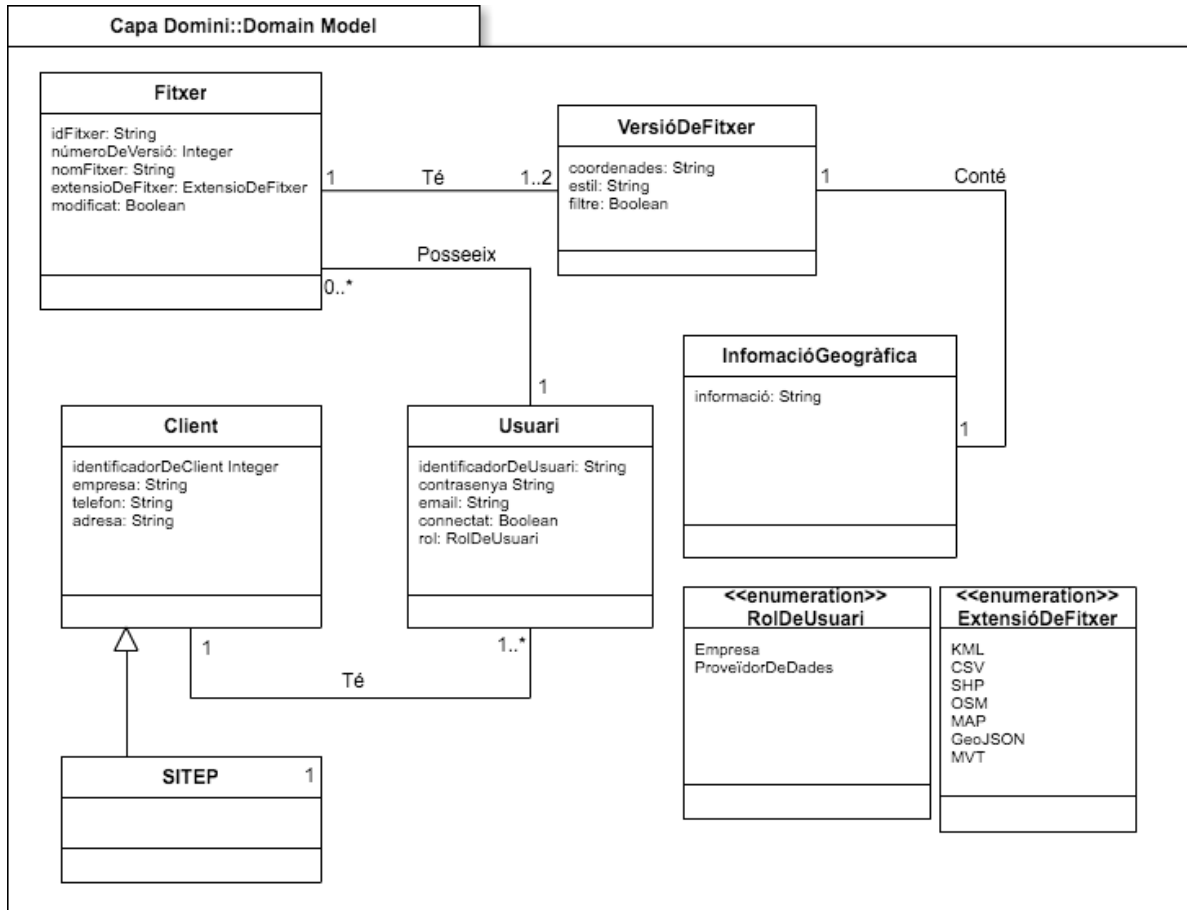 Capa Domini::Domain Model
Fitxer
idFitxer: String
númeroDeVersió: Integer
nomFitxer: String
extensioDeFitxer: ExtensioDeFitxer
modificat: Boolean
1
Té
1..2
VersióDeFitxer
coordenades: String
estil: String
filtre: Boolean
1
Conté
Posseeix
0..*
1
InfomacióGeogràfica
informació: String
1
Client
identificadorDeClient Integer
empresa: String
telefon: String
adresa: String
Usuari
identificadorDeUsuari: String
contrasenya String
email: String
connectat: Boolean
rol: RolDeUsuari
1
Té
1..*
SITEP
1
<<enumeration>>
RolDeUsuari
Empresa
ProveïdorDeDades
<<enumeration>>
ExtensióDeFitxer
KML
CSV
SHP
OSM
MAP
GeoJSON
MVT